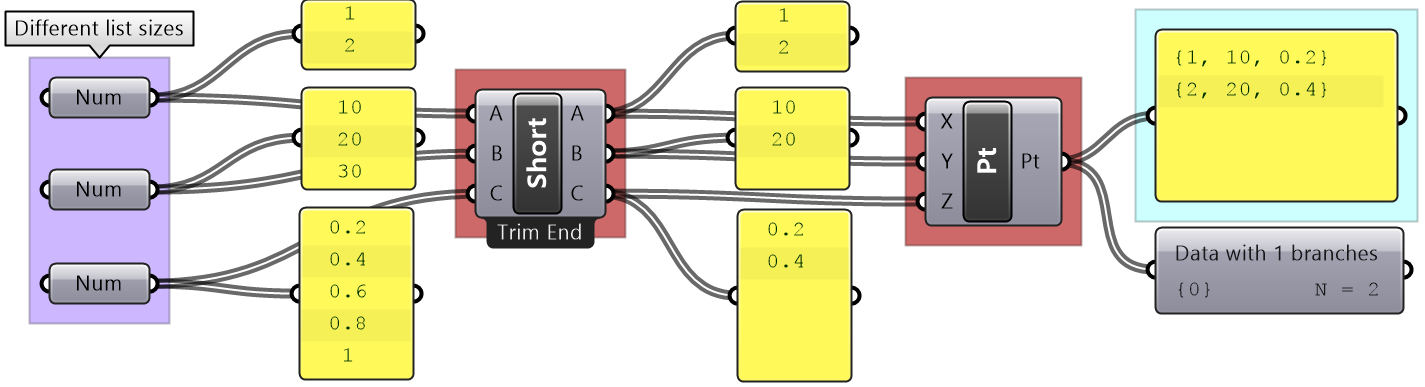 Different list sizes
Num
Num
Num
1
2
10
20
30
0.2
0.4
0.6
0.8
1
A
B
C
Short
A
B
C
Trim End
1
2
10
20
0.2
0.4
X
Y
Z
Pt
Pt
{1, 10, 0.2}
{2, 20, 0.4}
Data with 1 branches
{0} N = 2